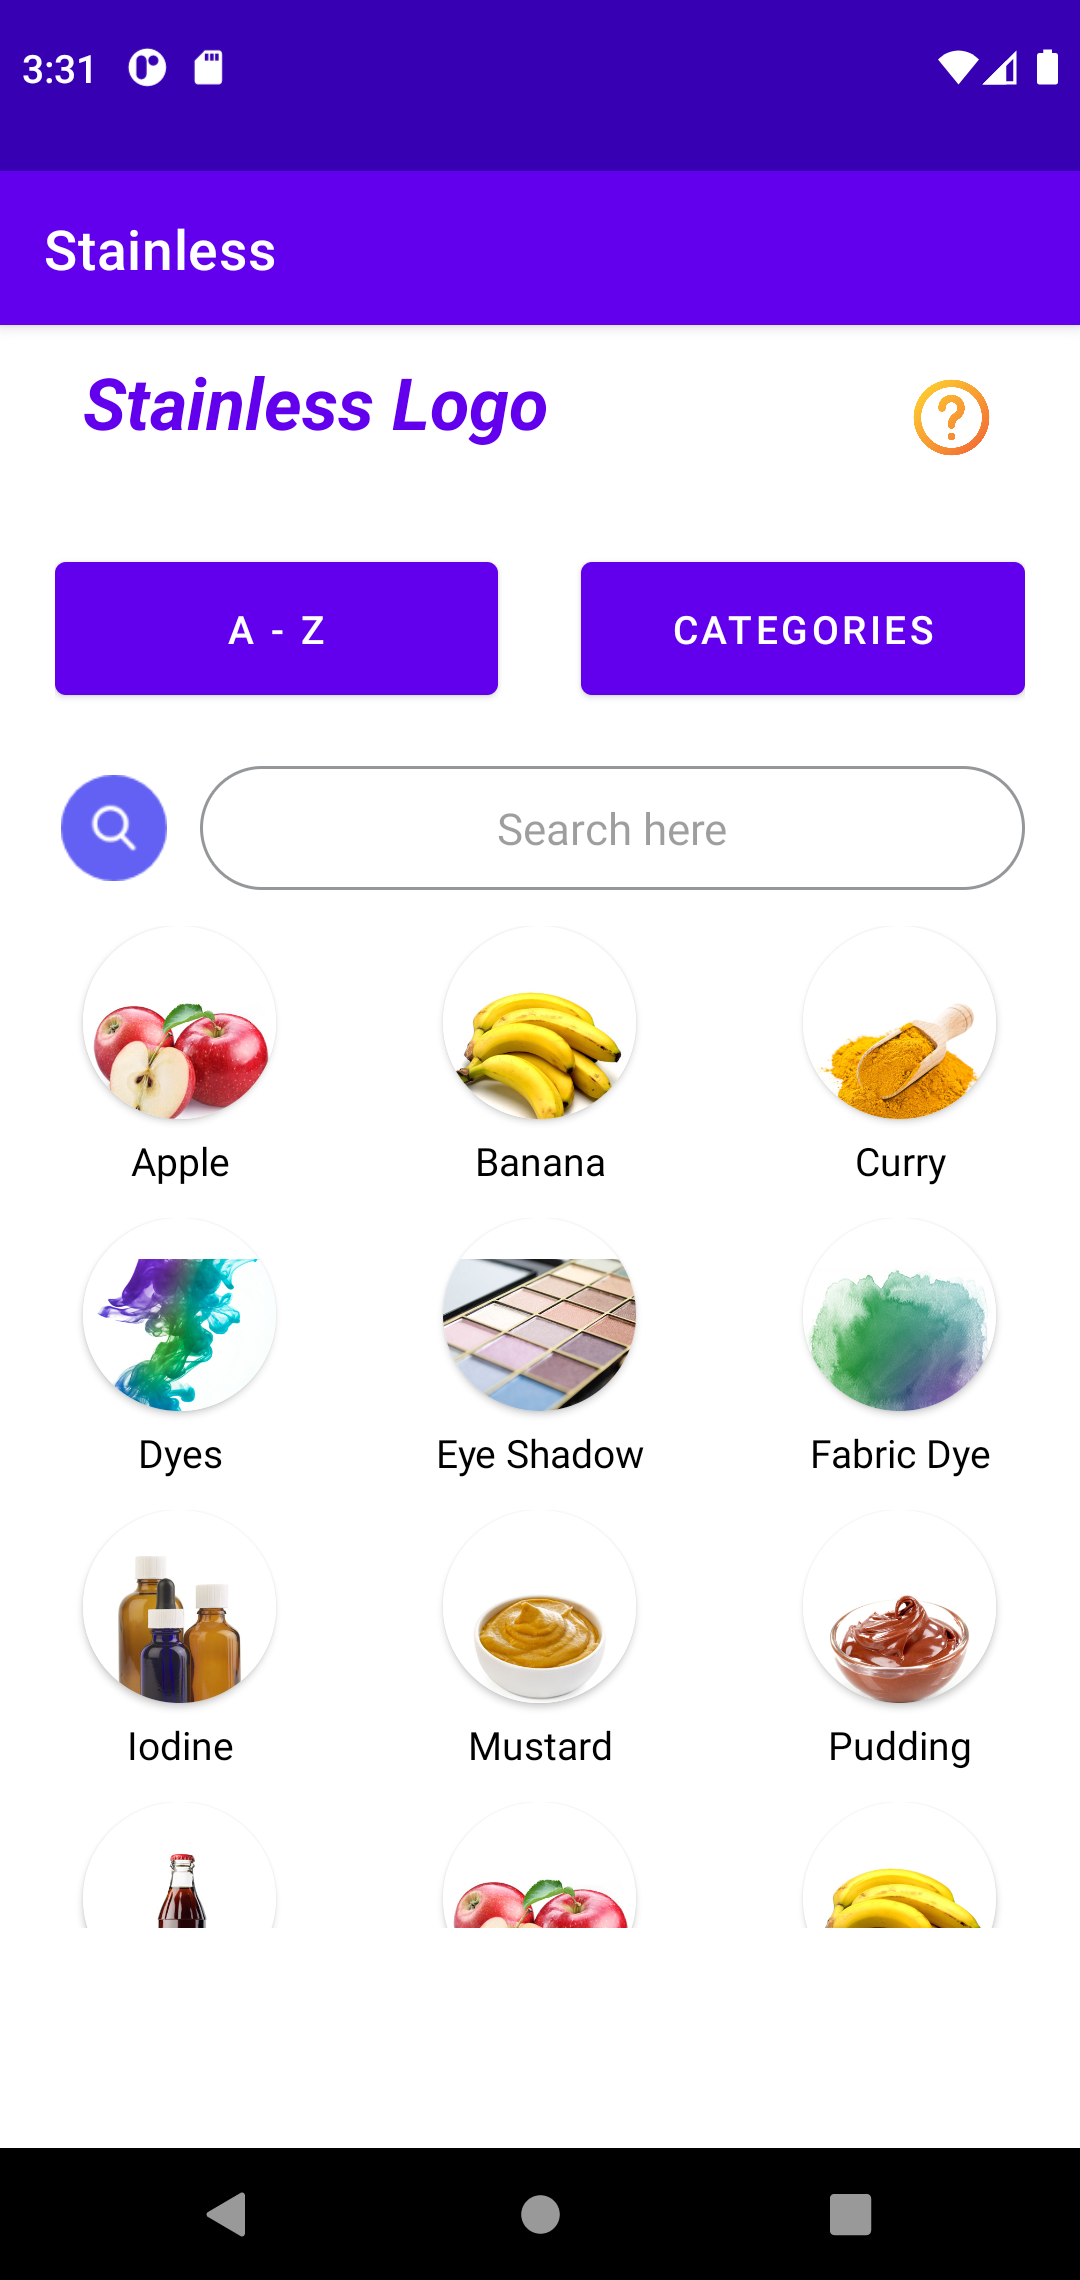 3:31
Stainless
Stainless Logo
A - Z
CATEGORIES
Search here
Apple
Banana
Curry
Dyes
Eye Shadow
Fabric Dye
Iodine
Mustard
Pudding